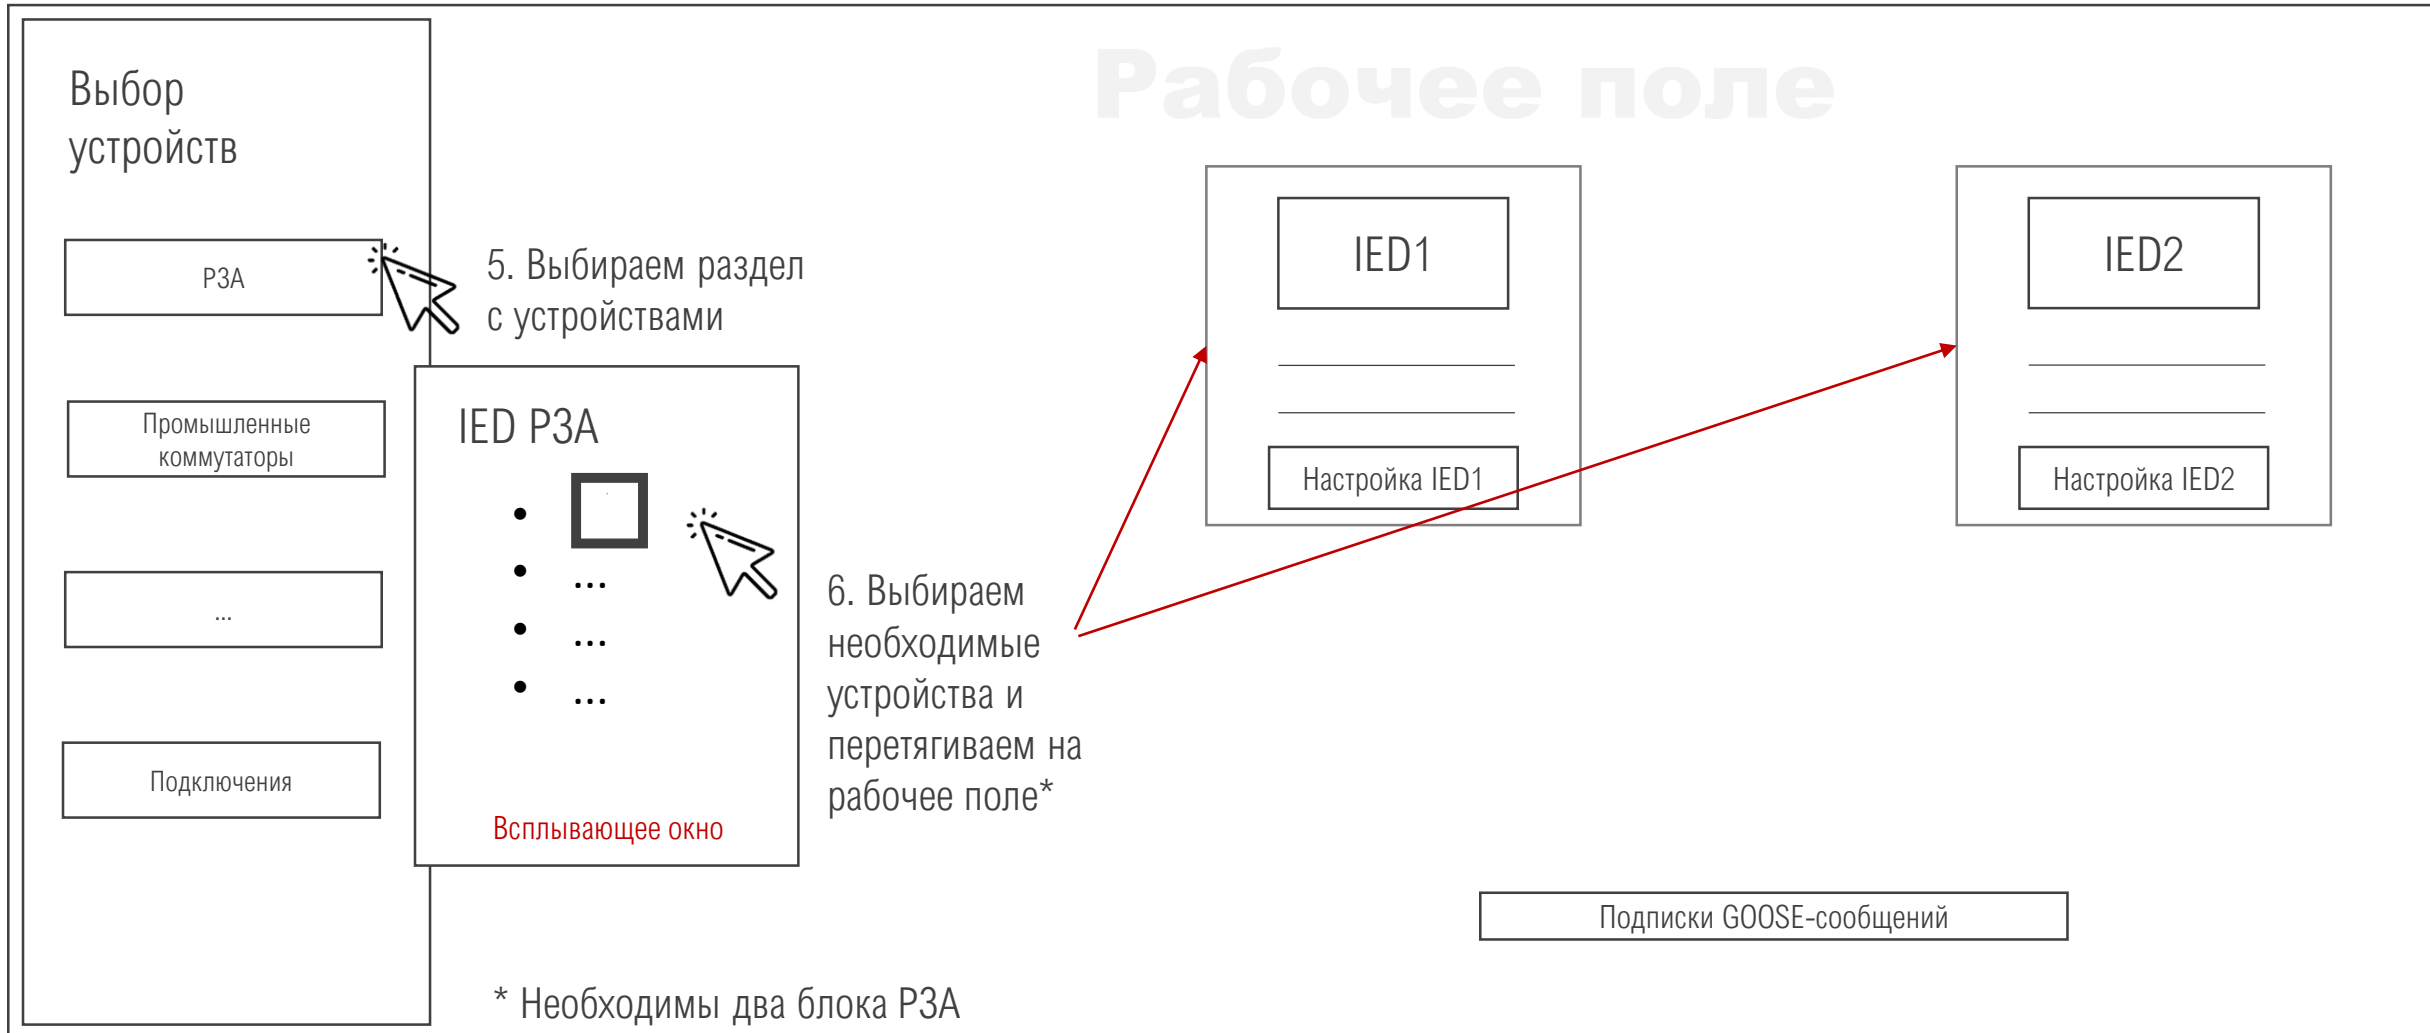 Рабочее поле
Выбор
устройств
РЗА
5. Выбираем раздел
с устройствами
Промышленные
коммутаторы
...
Подключения
IED РЗА
•
• ...
• ...
• ...
Всплывающее окно
6. Выбираем
необходимые
устройства и
перетягиваем на
рабочее поле*
IED1
Настройка IED1
IED2
Настройка IED2
Подписки GOOSE-сообщений
* Необходимы два блока РЗА